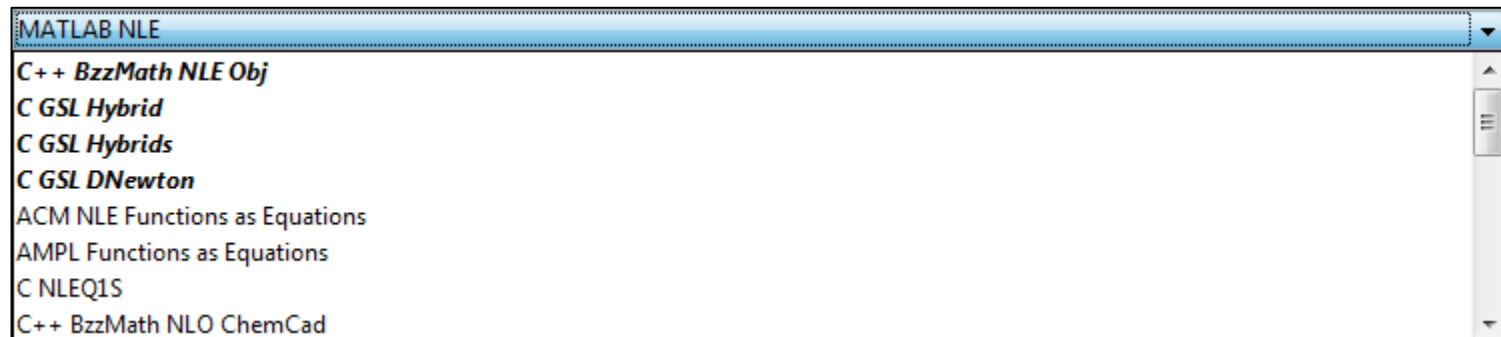 MATLAB NLE
C++ BzzMath NLE Obj
C GSL Hybrid
C GSL Hybrids
C GSL DNewton
ACM NLE Functions as Equations
AMPL Functions as Equations
C NLEQ1S
C++ BzzMath NLO ChemCad